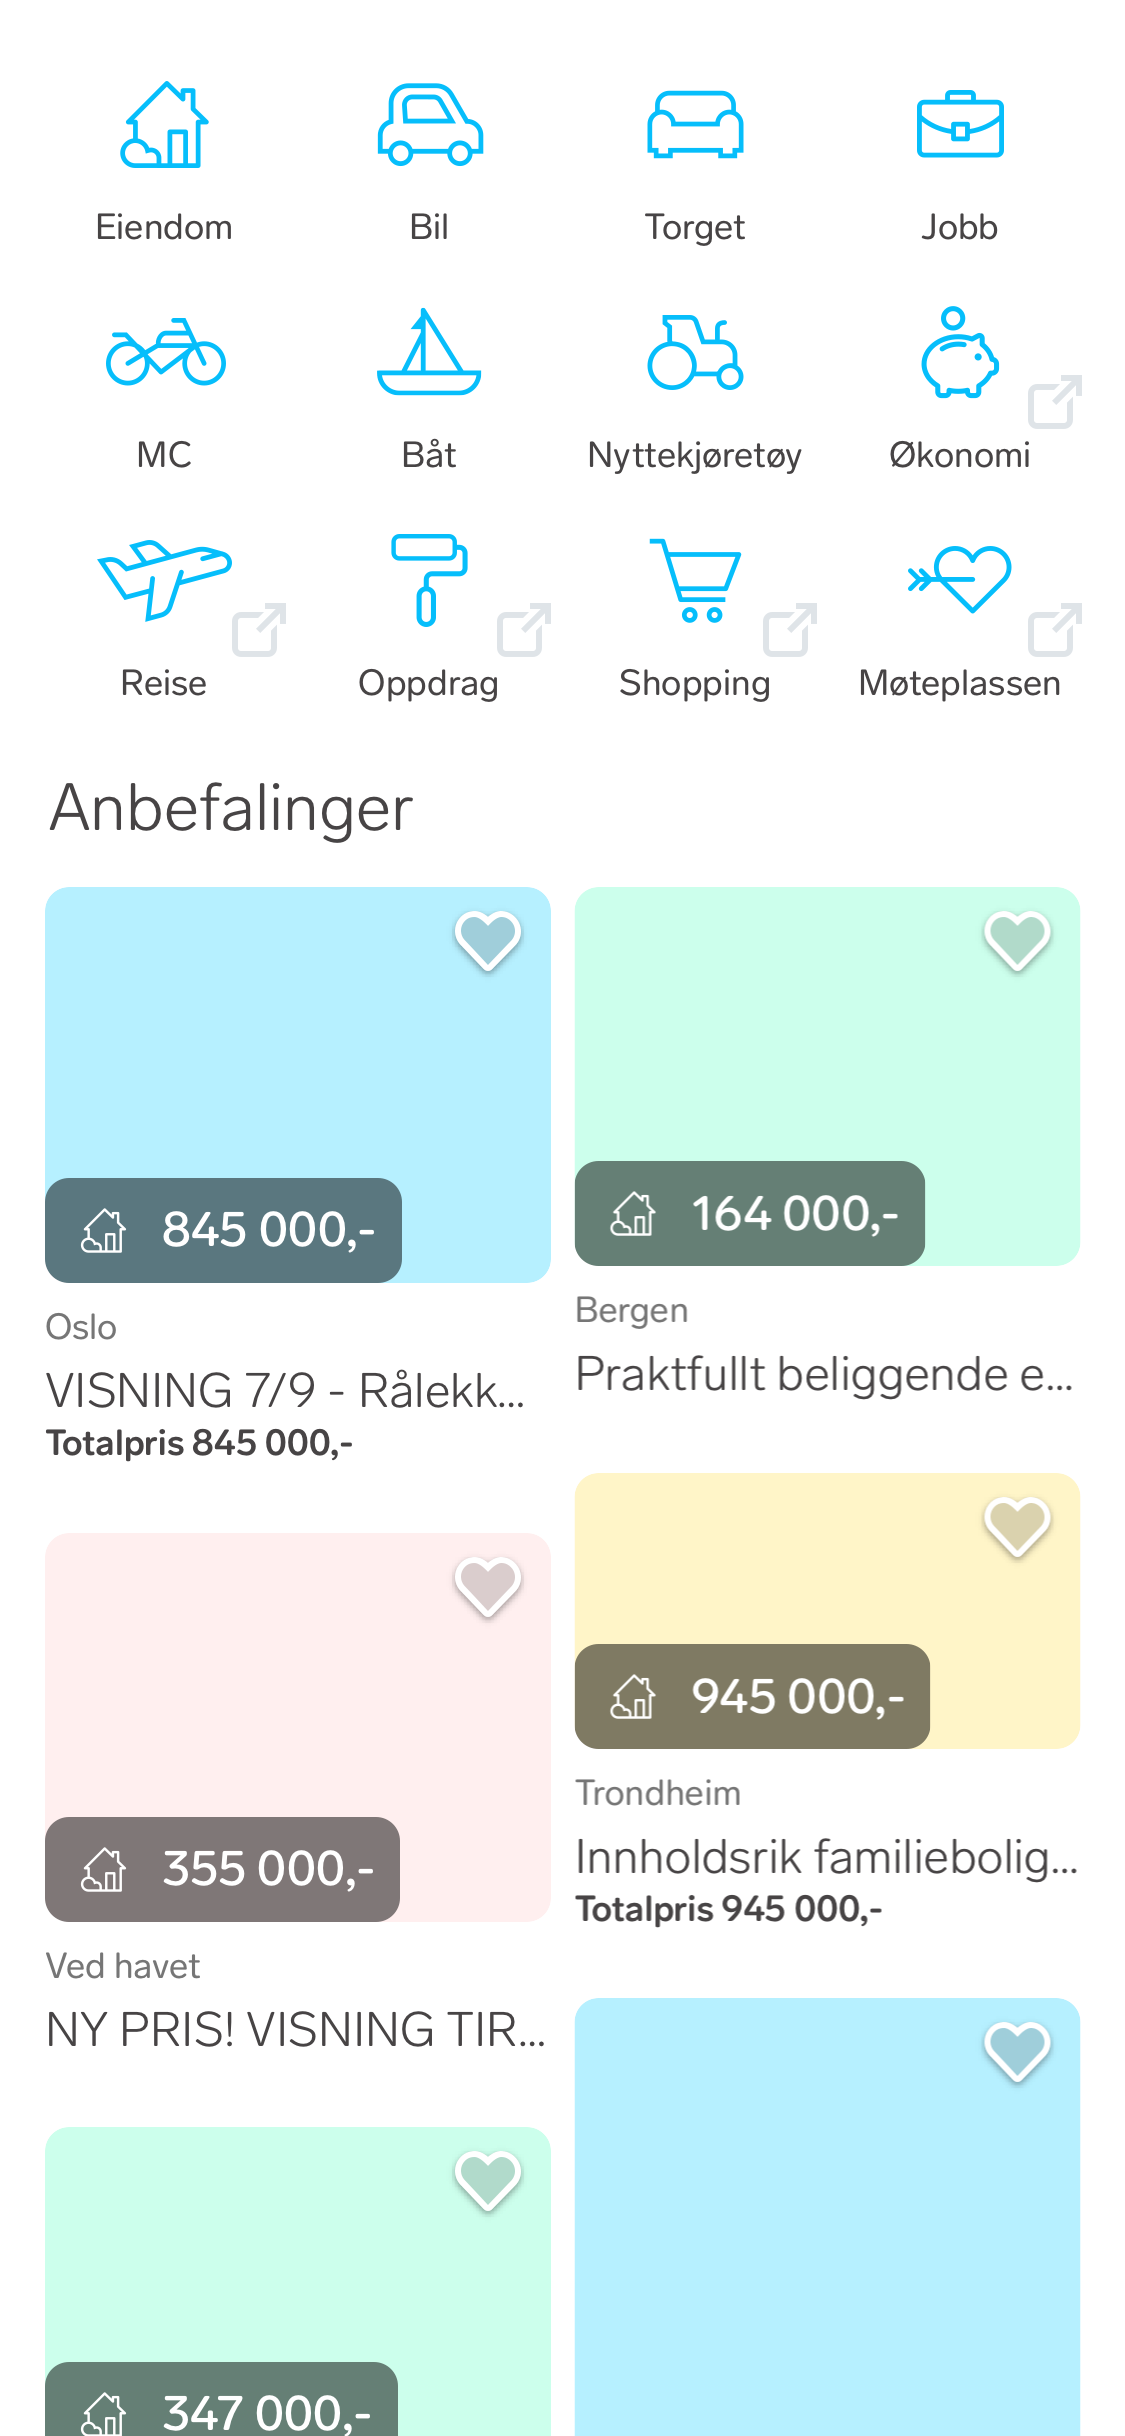 Eiendom
Bil
Torget
Jobb
MC
Båt
Nyttekjøretøy
Økonomi
Reise
Oppdrag
Shopping
Møteplassen
Anbefalinger
845 000,-
Oslo
VISNING 7/9 - Rålekk...
Totalpris 845 000,-
164 000,-
Bergen
Praktfullt beliggende e...
355 000,-
Ved havet
NY PRIS! VISNING TIR...
945 000,-
Trondheim
Innholdsrik familiebolig...
Totalpris 945 000,-
347 000,-